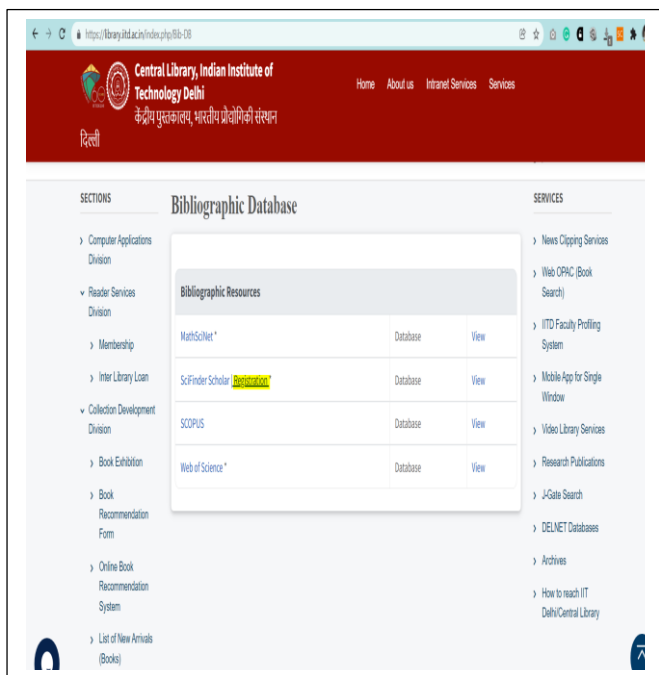 https://library.iitd.ac.in/index.php/Bib-DB
Central Library, Indian Institute of
Technology Delhi
केंद्रीय पुस्तकालय, भारतीय प्रौद्योगिकी संस्थान
दिल्ली
Home About us Intranet Services Services
SECTIONS
Computer Applications
Division
Reader Services
Division
Membership
Inter Library Loan
Collection Development
Division
Book Exhibition
Book
Recommendation
Form
Online Book
Recommendation
System
List of New Arrivals
(Books)
Bibliographic Database
Bibliographic Resources
MathSciNet * Database View
SciFinder Scholar | Registration * Database View
SCOPUS Database View
Web of Science * Database View
SERVICES
News Clipping Services
Web OPAC (Book
Search)
IITD Faculty Profiling
System
Mobile App for Single
Window
Video Library Services
Research Publications
J-Gate Search
DELNET Databases
Archives
How to reach IIT
Delhi/Central Library